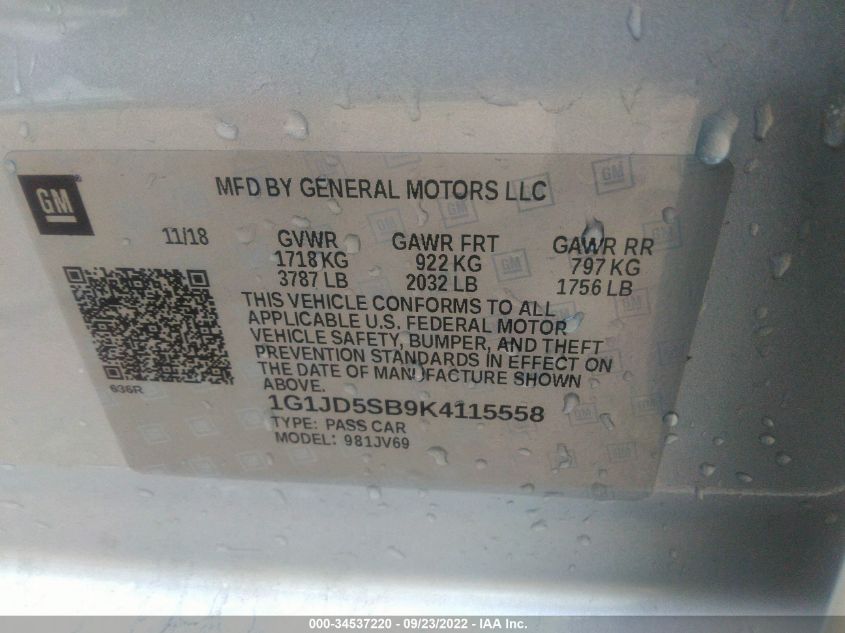 GM
MFD BY GENERAL MOTORS LLC
11/18
GVWR GAWR FRT GAWR RR
1718 KG 922 KG 797 KG
3787 LB 2032 LB 1756 LB
THIS VEHICLE CONFORMS TO ALL
APPLICABLE U.S. FEDERAL MOTOR
VEHICLE SAFETY, BUMPER, AND THEFT
PREVENTION STANDARDS IN EFFECT ON
THE DATE OF MANUFACTURE SHOWN
ABOVE.
636R
1G1JD5SB9K4115558
TYPE: PASS CAR
MODEL: 981JV69
000-34537220 - 09/23/2022 - IAA Inc.